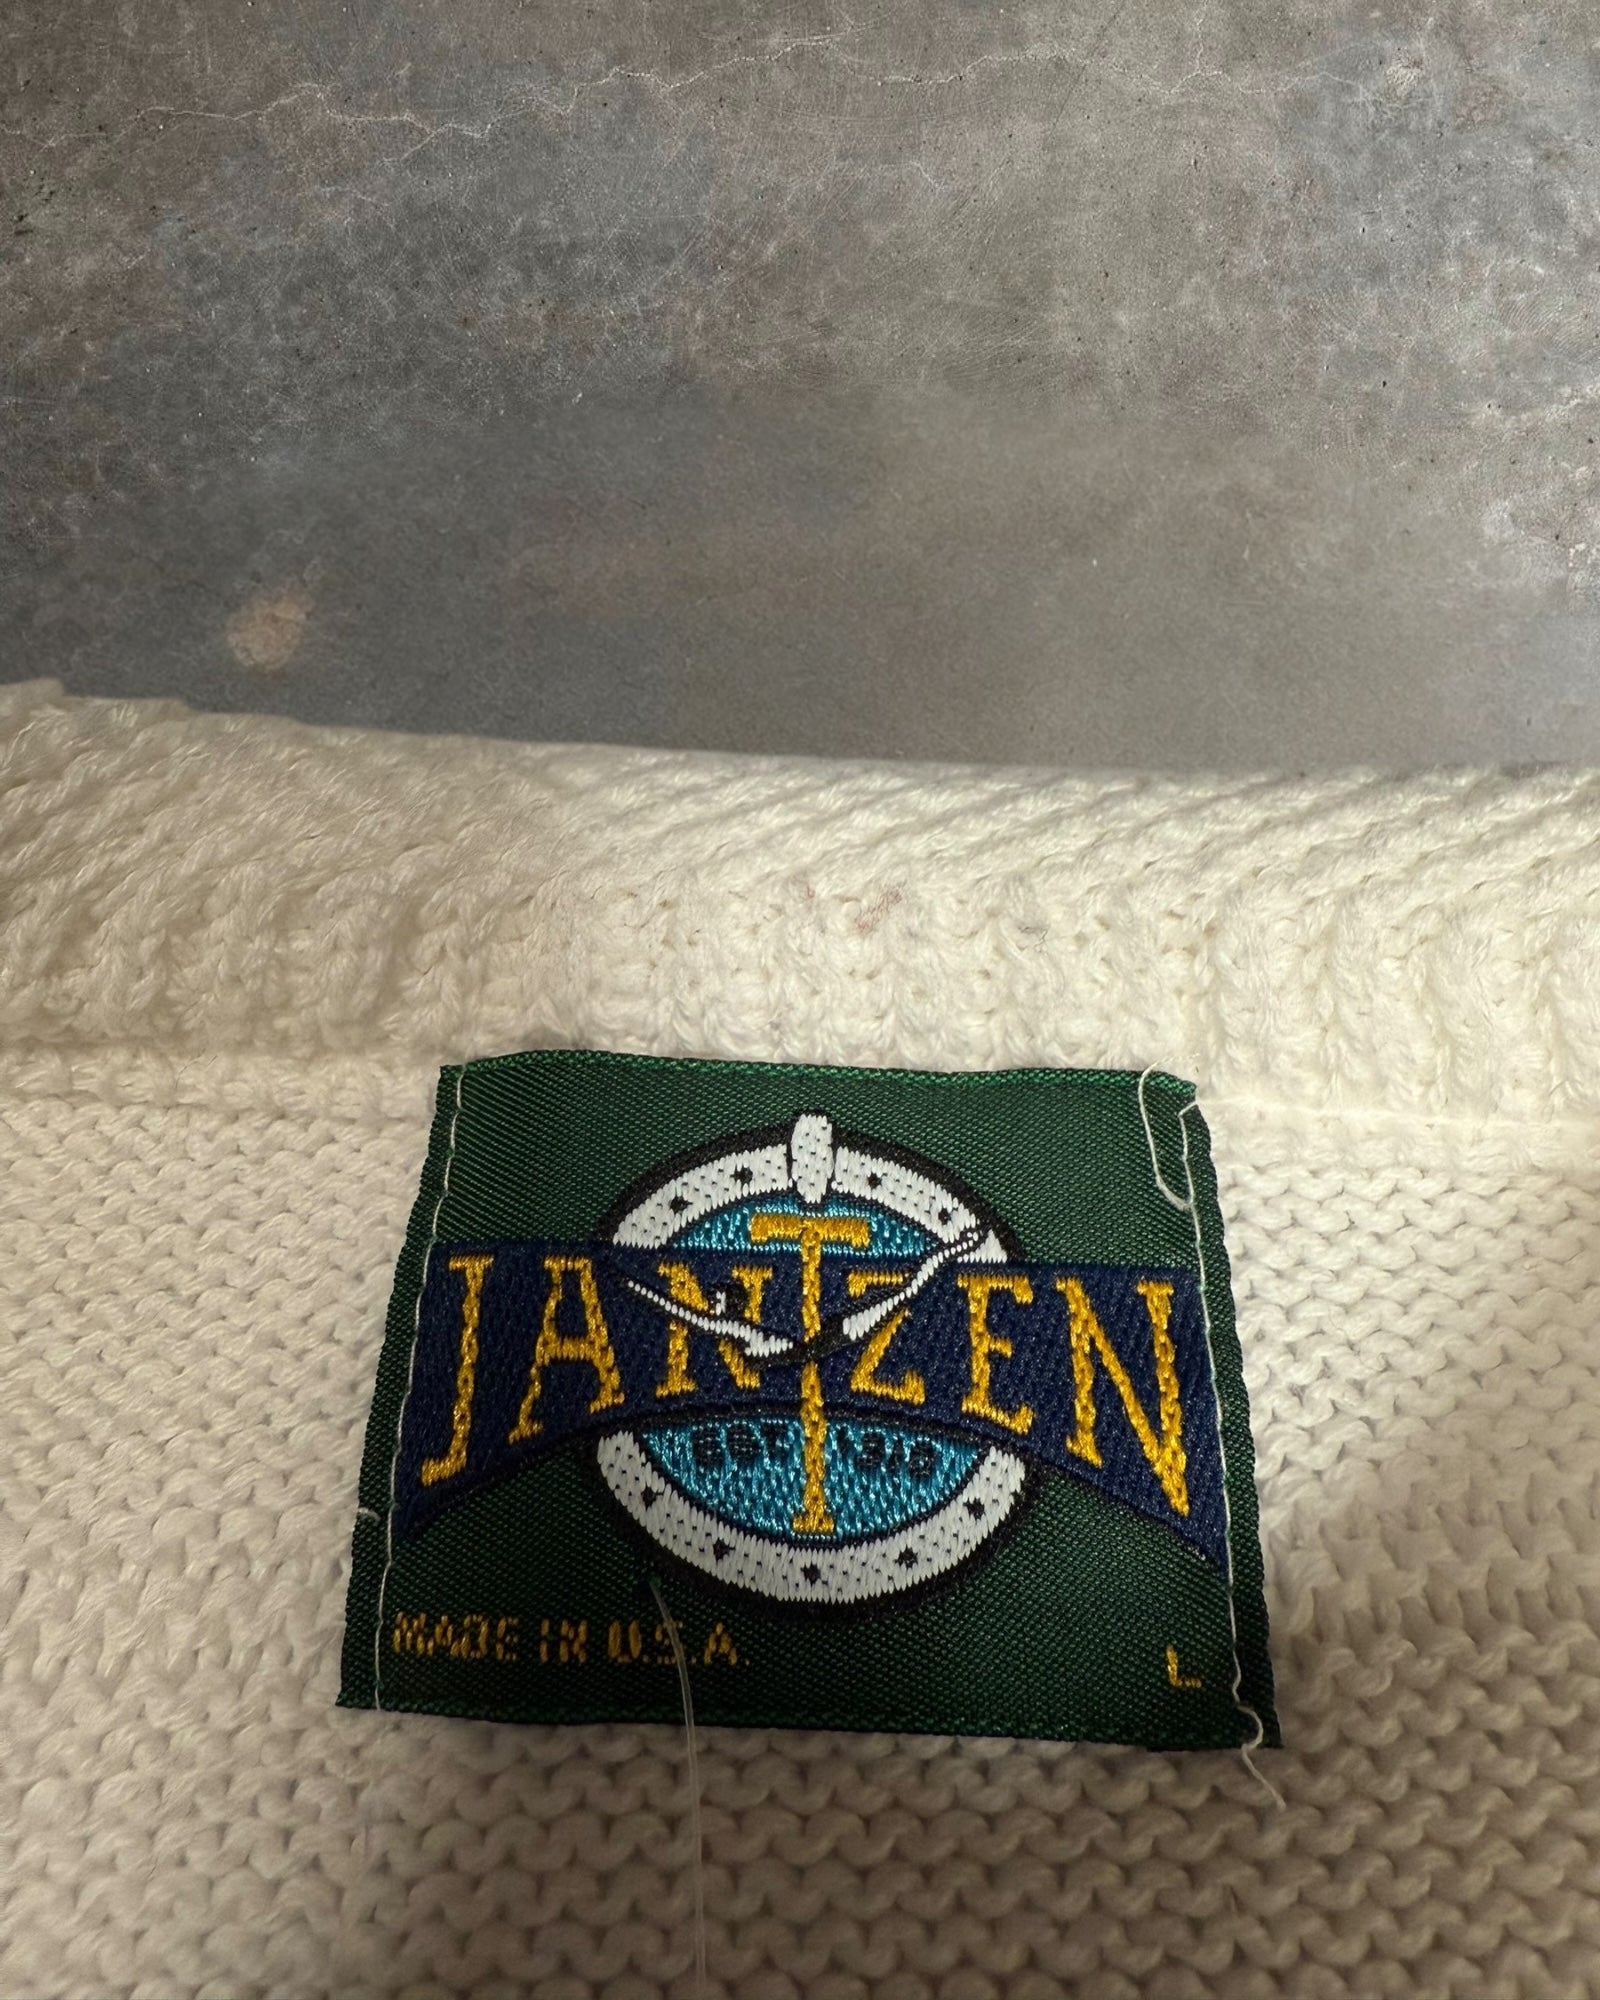 JANTZEN
EST. 1910
MADE IN U.S.A.
L